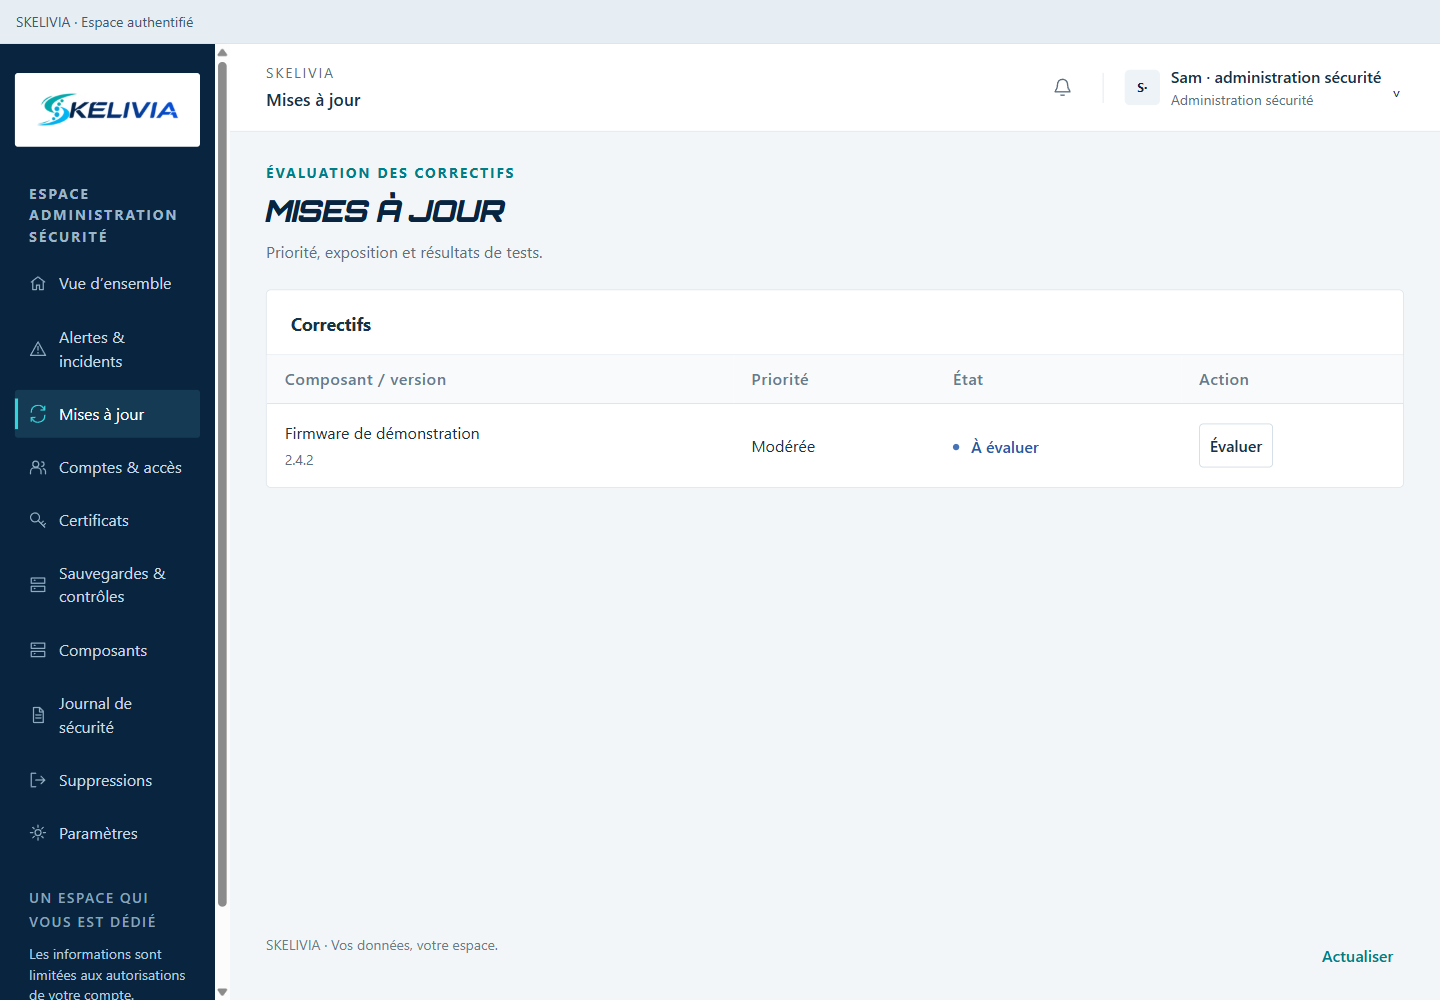 SKELIVIA · Espace authentifié
SKELIVIA
ESPACE
ADMINISTRATION
SÉCURITÉ
Vue d'ensemble
Alertes &
incidents
Mises à jour
Comptes & accès
Certificats
Sauvegardes &
contrôles
Composants
Journal de
sécurité
Suppressions
Paramètres
UN ESPACE QUI
VOUS EST DÉDIÉ
Les informations sont
limitées aux autorisations
de votre compte.
SKELIVIA
Mises à jour
S·
Sam · administration sécurité
Administration sécurité
v
ÉVALUATION DES CORRECTIFS
MISES À JOUR
Priorité, exposition et résultats de tests.
Correctifs
Composant / version Priorité État Action
Firmware de démonstration
2.4.2
Modérée
À évaluer
Évaluer
SKELIVIA · Vos données, votre espace.
Actualiser